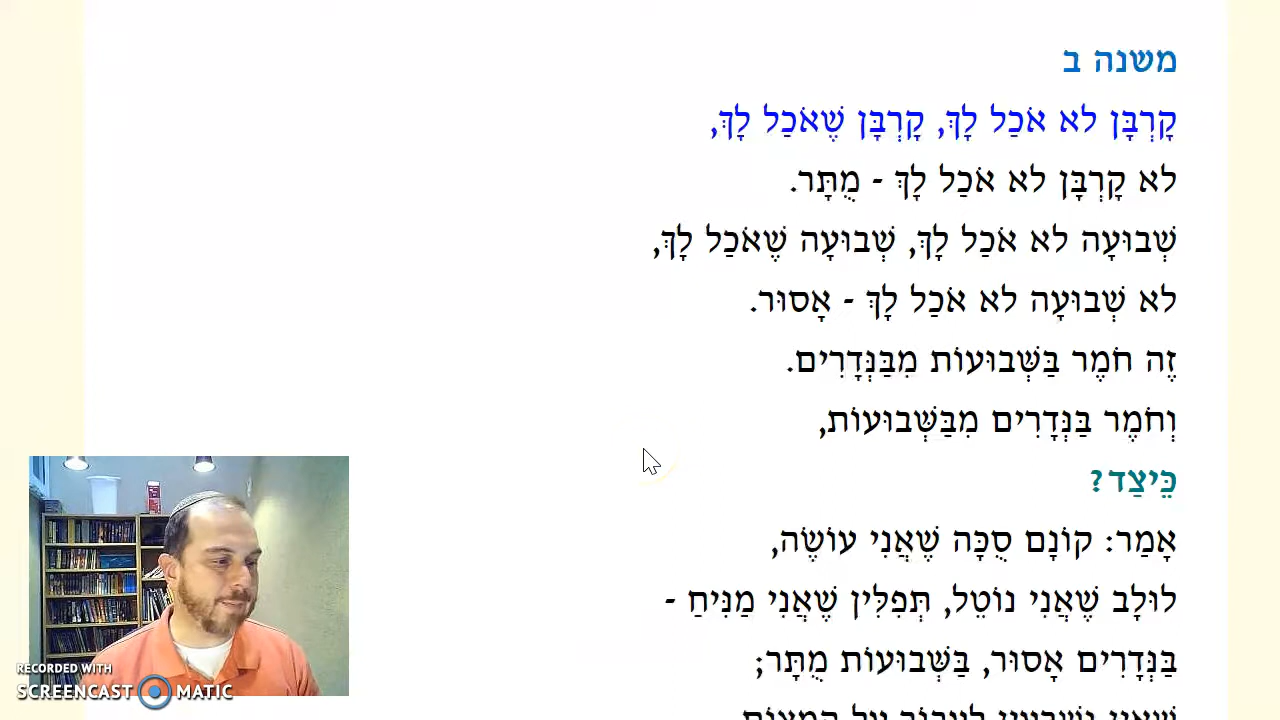 משנה ב
קָרְבָּן לֹא אֹכַל לָךְ, קָרְבָּן שֶׁאֹכַל לָךְ,
לֹא קָרְבָּן לֹא אֹכַל לָךְ - מֻתָּר.
שְׁבוּעָה לֹא אֹכַל לָךְ, שְׁבוּעָה שֶׁאֹכַל לָךְ,
לֹא שְׁבוּעָה לֹא אֹכַל לָךְ - אָסוּר.
זֶה חֹמֶר בַּשְּׁבוּעוֹת מִבַּנְּדָרִים.
וְחֹמֶר בַּנְּדָרִים מִבַּשְּׁבוּעוֹת,
כֵּיצַד?
אָמַר: קוֹנָם סֻכָּה שֶׁאֲנִי עוֹשֶׂה,
לוּלָב שֶׁאֲנִי נוֹטֵל, תְּפִלִּין שֶׁאֲנִי מַנִּיחַ -
בַּנְּדָרִים אָסוּר, בַּשְּׁבוּעוֹת מֻתָּר;
RECORDED WITH
SCREENCAST MATIC